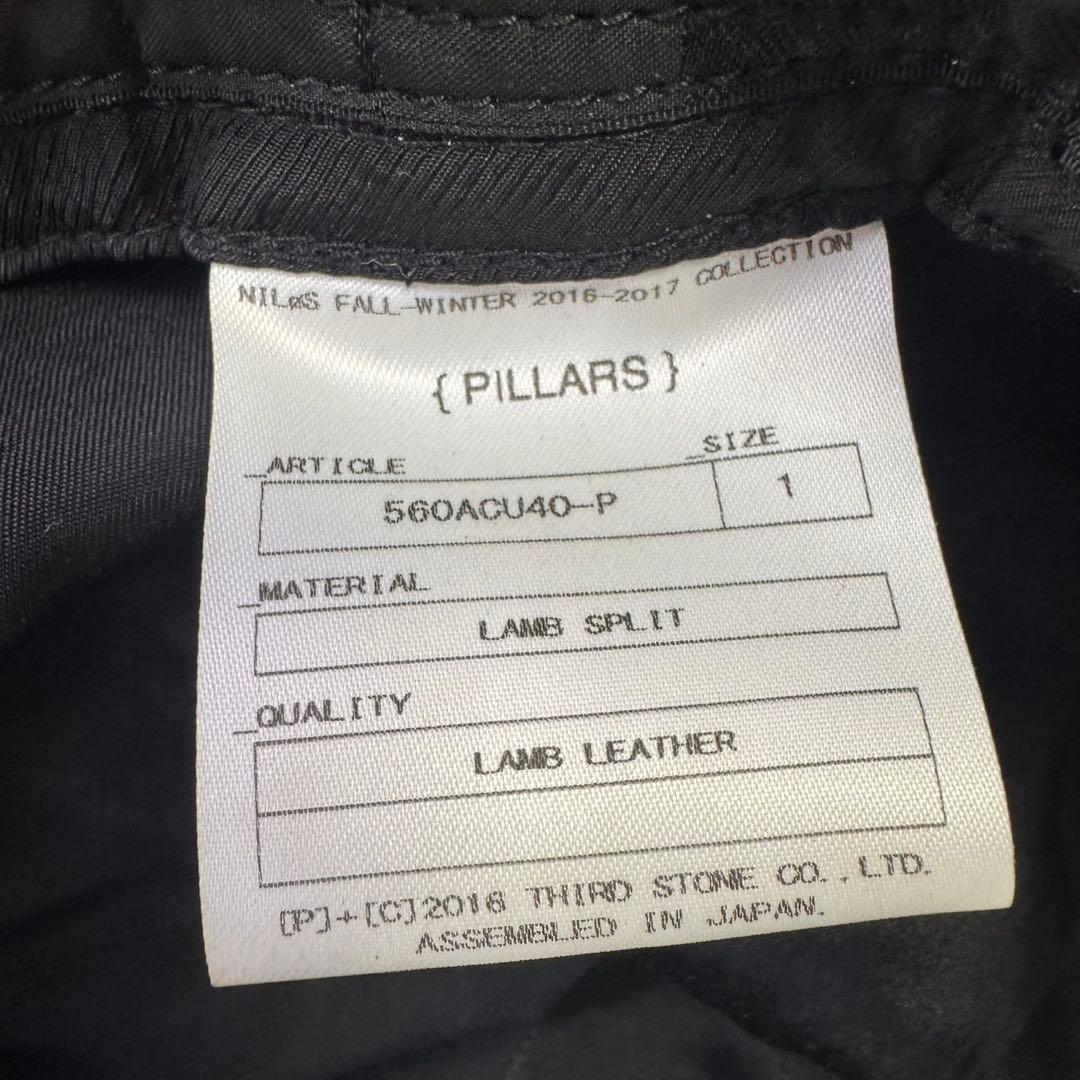 NILøS FALL-WINTER 2016-2017 COLLECTION
{ PILLARS }
_ARTICLE _SIZE
560ACU40-P 1
_MATERIAL
LAMB SPLIT
_QUALITY
LAMB LEATHER
[P]+[C]2016 THIRD STONE CO.,LTD.
ASSEMBLED IN JAPAN.